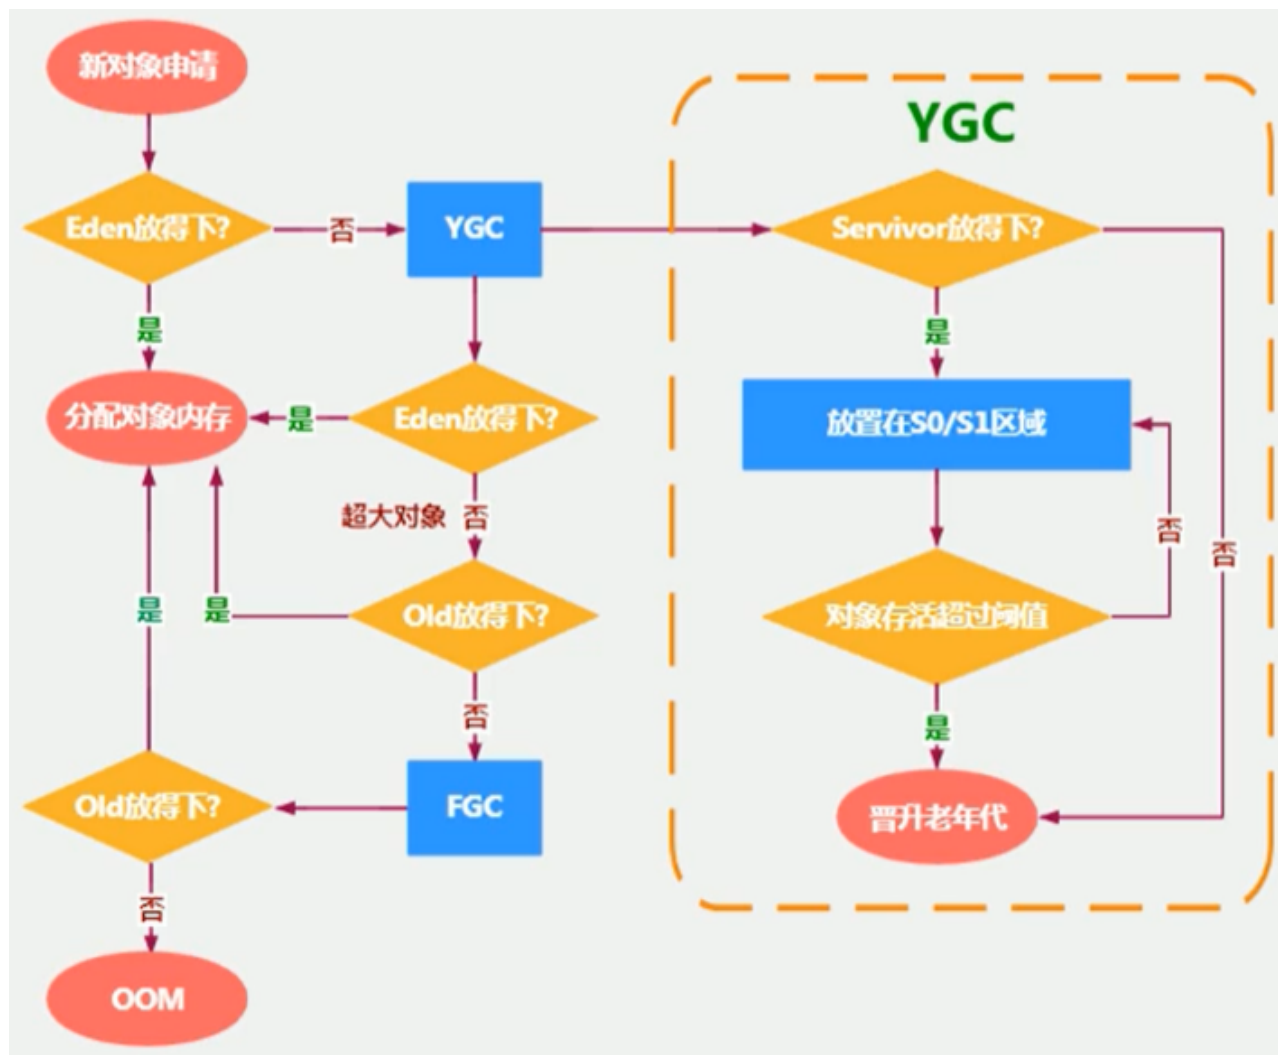 新对象申请
YGC
Eden放得下?
否
YGC
Servivor放得下?
是
是
分配对象内存
是
Eden放得下?
放置在S0/S1区域
超大对象
否
否
否
是
是
Old放得下?
对象存活超过阈值
否
是
Old放得下?
FGC
晋升老年代
否
OOM